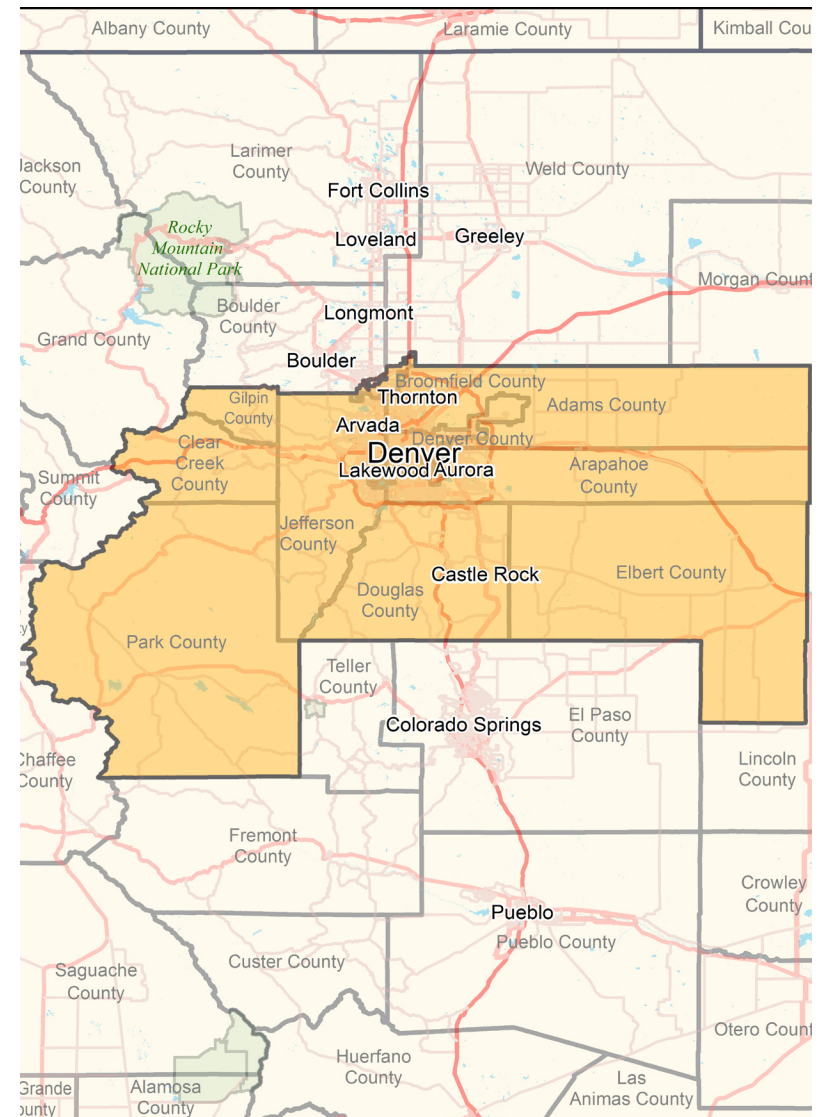 Albany County
Laramie County
Kimball Cou
Larimer
County
Jackson
County
Weld County
Fort Collins
Rocky
Mountain
National Park
Loveland
Greeley
Morgan Count
Boulder
County
Longmont
Grand County
Boulder
Broomfield County
Gilpin
County
Thornton
Adams County
Arvada
Denver County
Clear
Creek
County
Denver
Lakewood
Aurora
Arapahoe
County
Summit
County
Jefferson
County
Castle Rock
Elbert County
Douglas
County
Park County
Teller
County
Colorado Springs
El Paso
County
Chaffee
County
Lincoln
County
Fremont
County
Crowley
County
Pueblo
Pueblo County
Custer County
Saguache
County
Otero Count
Huerfano
County
Las
Animas County
Grande
ounty
Alamosa
County